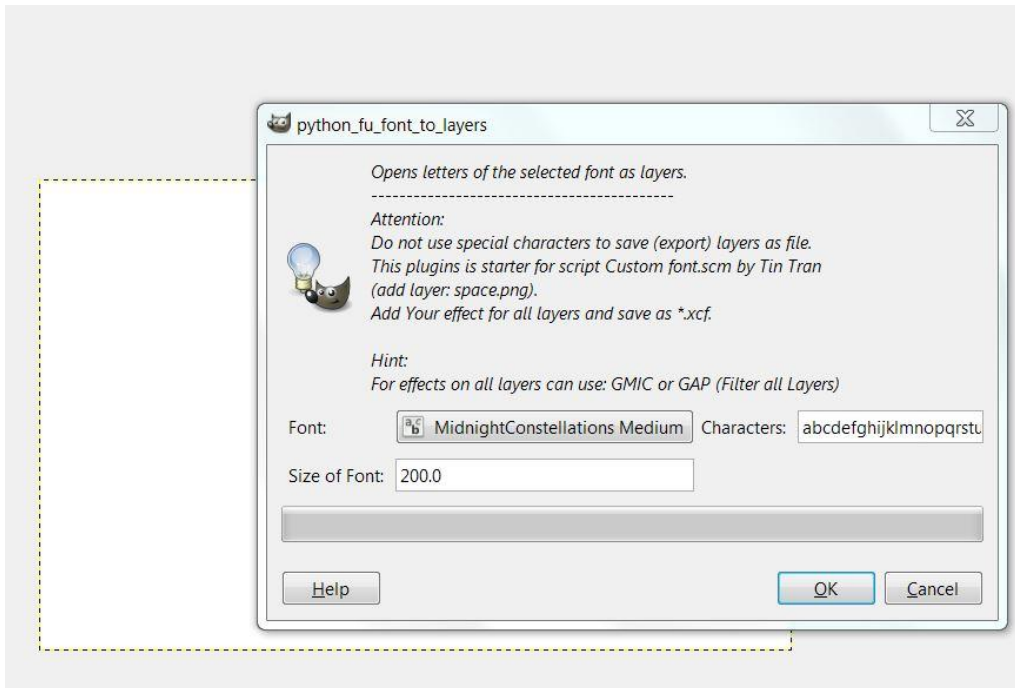 python_fu_font_to_layers
Opens letters of the selected font as layers.
-------------------------------------------
Attention:
Do not use special characters to save (export) layers as file.
This plugins is starter for script Custom font.scm by Tin Tran
(add layer: space.png).
Add Your effect for all layers and save as *.xcf.
Hint:
For effects on all layers can use: GMIC or GAP (Filter all Layers)
Font: MidnightConstellations Medium Characters: abcdefghijklmnopqrstu
Size of Font: 200.0
Help OK Cancel